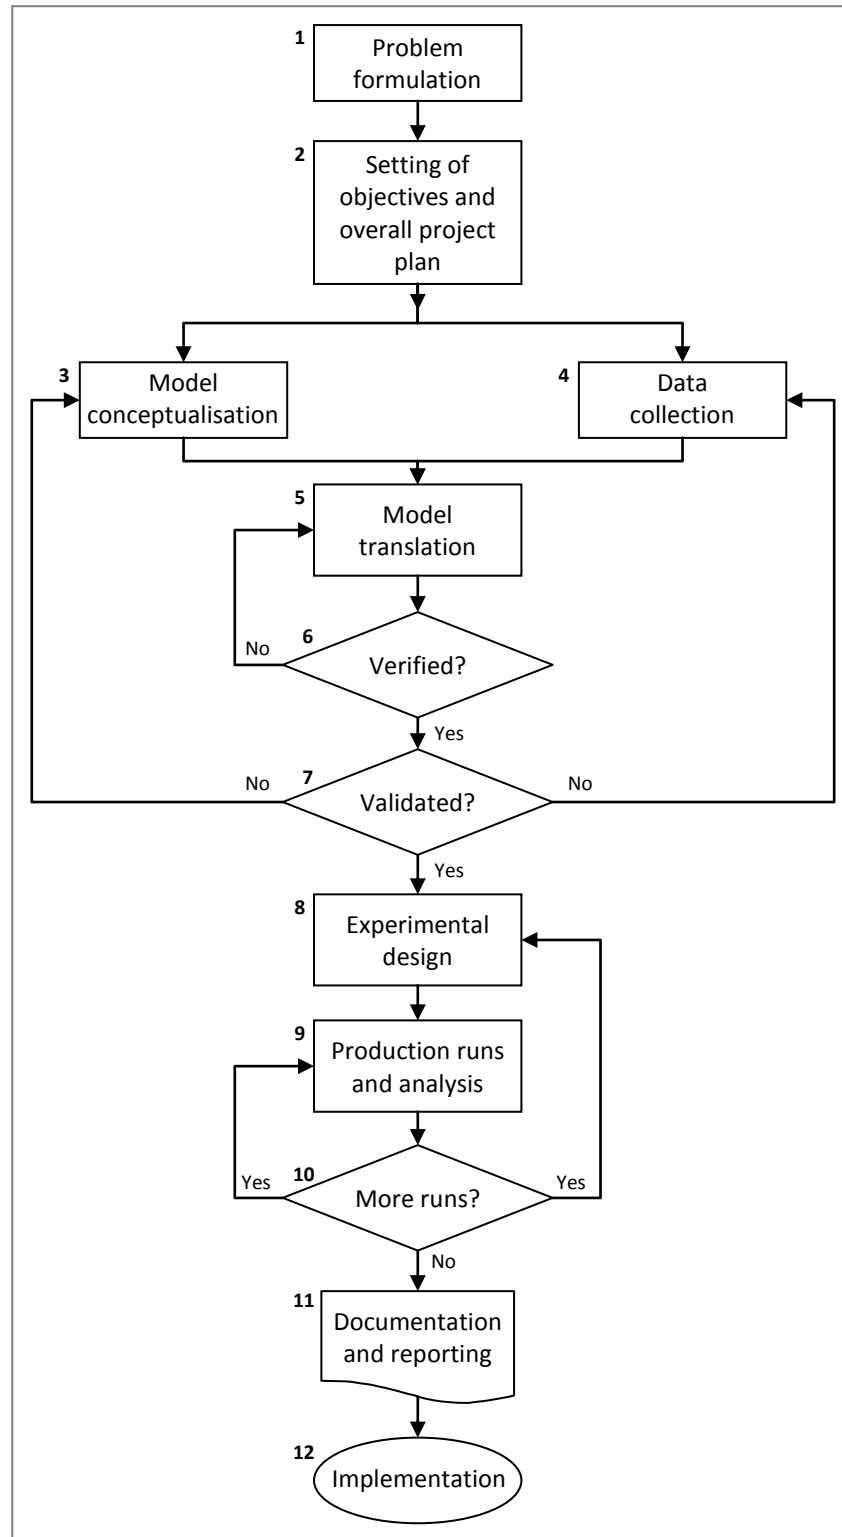 1
Problem
formulation
2
Setting of
objectives and
overall project
plan
3
Model
conceptualisation
4
Data
collection
5
Model
translation
6
No
Verified?
Yes
7
No
Validated?
No
Yes
8
Experimental
design
9
Production runs
and analysis
10
Yes
More runs?
Yes
No
11
Documentation
and reporting
12
Implementation